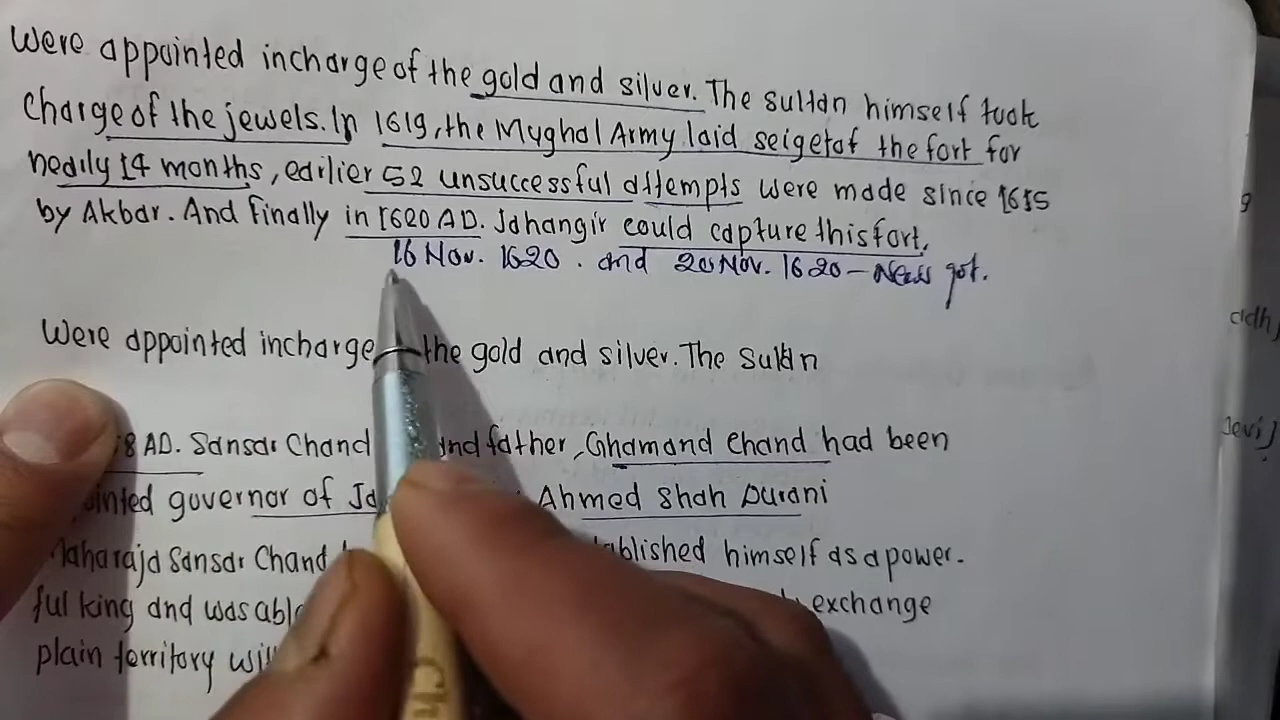 Were appointed incharge of the gold and silver. The sultan himself took
Charge of the jewels. In 1619, the Mughal Army laid seige of the fort for
nearly 14 months, earlier 52 unsuccessful attempts were made since 1615
by Akbar. And finally in 1620 AD. Jahangir could capture this fort.
16 Nov. 1620 . and 20 Nov. 1620 - News got.
Were appointed incharge the gold and silver. The Sultan
8 AD. Sansar Chand father, Ghamand Chand had been
governor of Ahmed Shah Durani
Maharaja Sansar Chand himself as a power.
ful king and was able exchange
plain territory